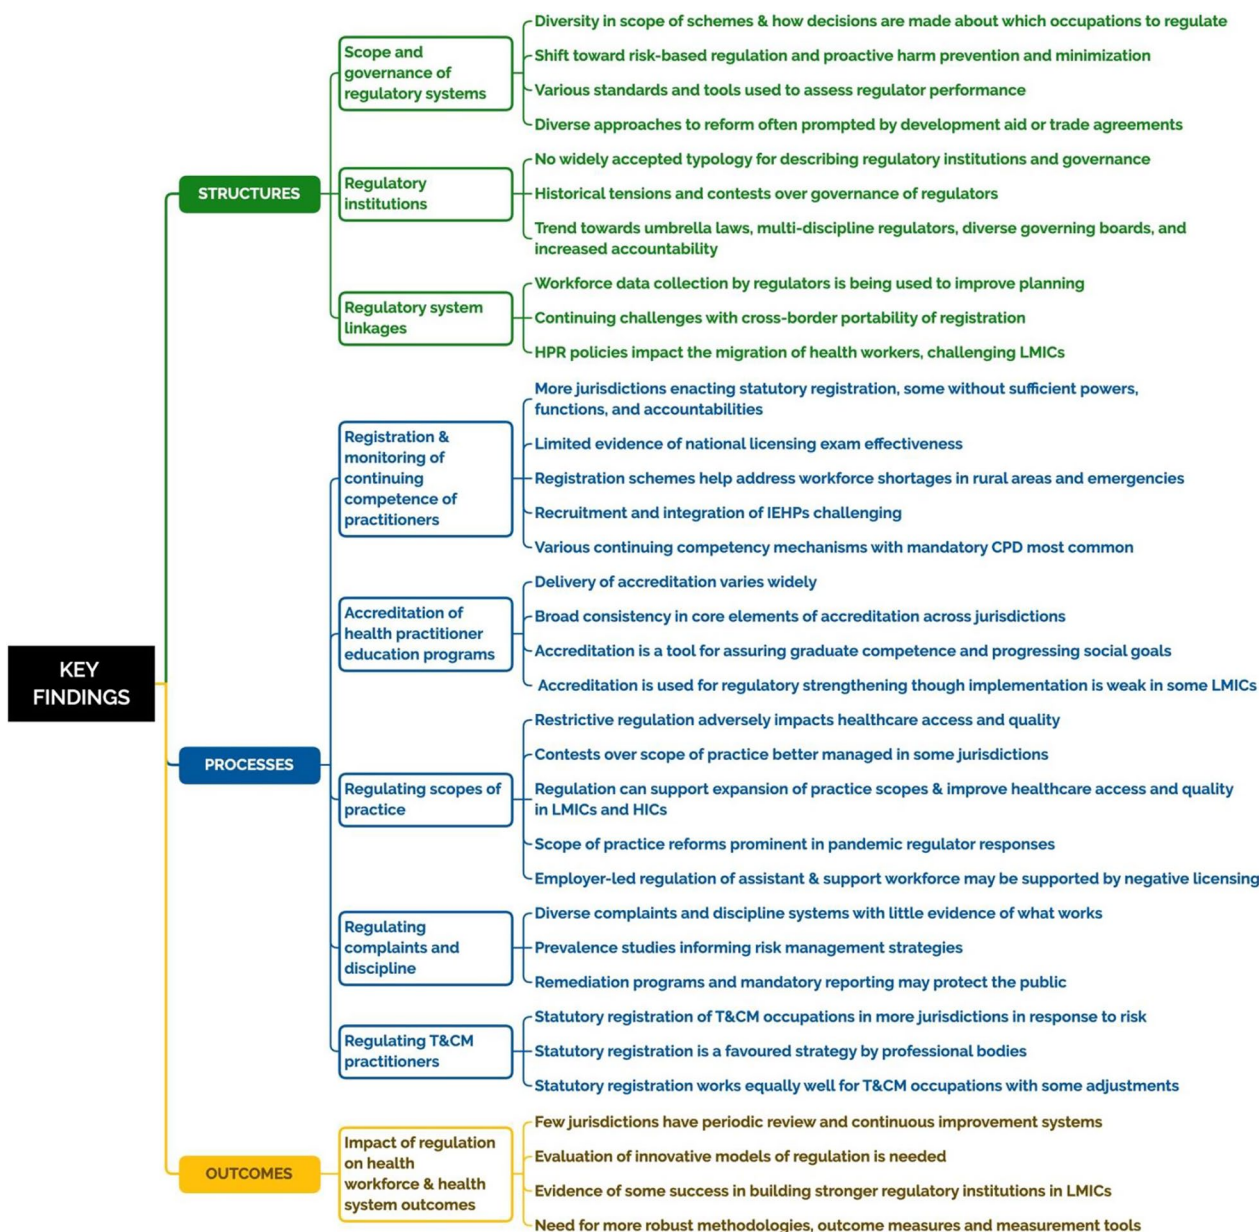 KEY
FINDINGS
STRUCTURES
Scope and
governance of
regulatory systems
Diversity in scope of schemes & how decisions are made about which occupations to regulate
Shift toward risk-based regulation and proactive harm prevention and minimization
Various standards and tools used to assess regulator performance
Diverse approaches to reform often prompted by development aid or trade agreements
Regulatory
institutions
No widely accepted typology for describing regulatory institutions and governance
Historical tensions and contests over governance of regulators
Trend towards umbrella laws, multi-discipline regulators, diverse governing boards, and
increased accountability
Regulatory system
linkages
Workforce data collection by regulators is being used to improve planning
Continuing challenges with cross-border portability of registration
HPR policies impact the migration of health workers, challenging LMICs
PROCESSES
Registration &
monitoring of
continuing
competence of
practitioners
More jurisdictions enacting statutory registration, some without sufficient powers,
functions, and accountabilities
Limited evidence of national licensing exam effectiveness
Registration schemes help address workforce shortages in rural areas and emergencies
Recruitment and integration of IEHPs challenging
Various continuing competency mechanisms with mandatory CPD most common
Accreditation of
health practitioner
education programs
Delivery of accreditation varies widely
Broad consistency in core elements of accreditation across jurisdictions
Accreditation is a tool for assuring graduate competence and progressing social goals
Accreditation is used for regulatory strengthening though implementation is weak in some LMICs
Regulating scopes of
practice
Restrictive regulation adversely impacts healthcare access and quality
Contests over scope of practice better managed in some jurisdictions
Regulation can support expansion of practice scopes & improve healthcare access and quality
in LMICs and HICs
Scope of practice reforms prominent in pandemic regulator responses
Employer-led regulation of assistant & support workforce may be supported by negative licensing
Regulating
complaints and
discipline
Diverse complaints and discipline systems with little evidence of what works
Prevalence studies informing risk management strategies
Remediation programs and mandatory reporting may protect the public
Regulating T&CM
practitioners
Statutory registration of T&CM occupations in more jurisdictions in response to risk
Statutory registration is a favoured strategy by professional bodies
Statutory registration works equally well for T&CM occupations with some adjustments
OUTCOMES
Impact of regulation
on health
workforce & health
system outcomes
Few jurisdictions have periodic review and continuous improvement systems
Evaluation of innovative models of regulation is needed
Evidence of some success in building stronger regulatory institutions in LMICs
Need for more robust methodologies, outcome measures and measurement tools